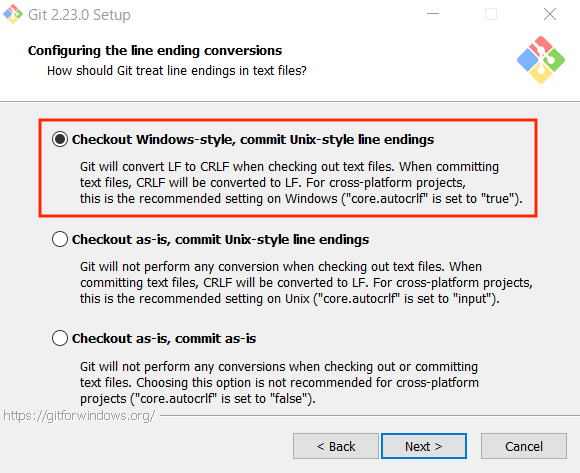 Git 2.23.0 Setup
Configuring the line ending conversions
How should Git treat line endings in text files?
Checkout Windows-style, commit Unix-style line endings
Git will convert LF to CRLF when checking out text files. When committing
text files, CRLF will be converted to LF. For cross-platform projects,
this is the recommended setting on Windows ("core.autocrlf" is set to "true").
Checkout as-is, commit Unix-style line endings
Git will not perform any conversion when checking out text files. When
committing text files, CRLF will be converted to LF. For cross-platform projects,
this is the recommended setting on Unix ("core.autocrlf" is set to "input").
Checkout as-is, commit as-is
Git will not perform any conversions when checking out or committing
text files. Choosing this option is not recommended for cross-platform
projects ("core.autocrlf" is set to "false").
https://gitforwindows.org/
< Back Next > Cancel